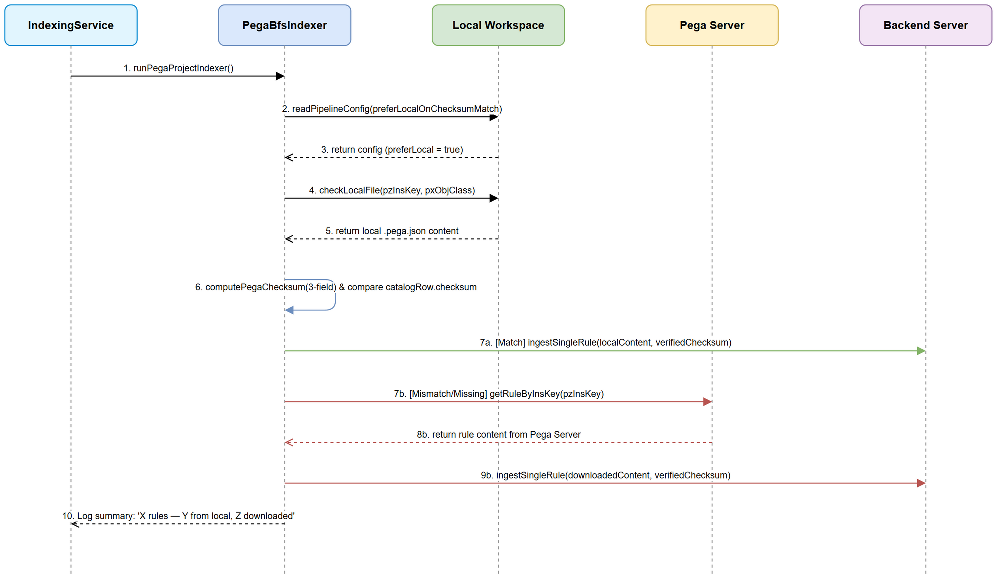 IndexingService
PegaBfsIndexer
Local Workspace
Pega Server
Backend Server
1. runPegaProjectIndexer()
2. readPipelineConfig(preferLocalOnChecksumMatch)
3. return config (preferLocal = true)
4. checkLocalFile(pzInsKey, pxObjClass)
5. return local .pega.json content
6. computePegaChecksum(3-field) & compare catalogRow.checksum
7a. [Match] ingestSingleRule(localContent, verifiedChecksum)
7b. [Mismatch/Missing] getRuleByInsKey(pzInsKey)
8b. return rule content from Pega Server
9b. ingestSingleRule(downloadedContent, verifiedChecksum)
10. Log summary: 'X rules — Y from local, Z downloaded'